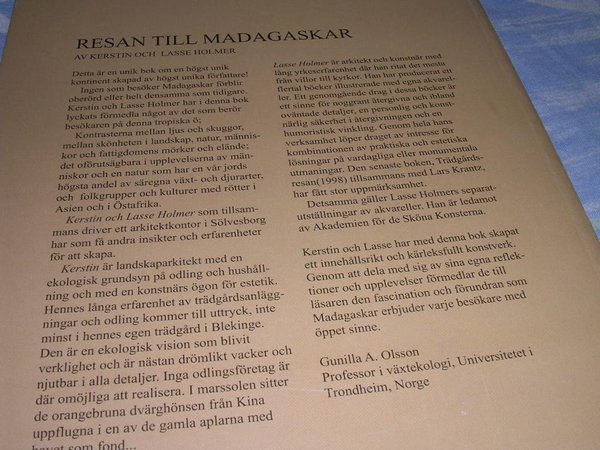 RESAN TILL MADAGASKAR
AV KERSTIN OCH LASSE HOLMER
Detta är en unik bok om en högst unik
kontinent skapad av högst unika författare!
Ingen som besöker Madagaskar förblir
oberörd eller helt densamma som tidigare.
Kerstin och Lasse Holmer har i denna bok
lyckats förmedla något av det som berör
besökaren på denna tropiska ö;
Kontrasterna mellan ljus och skuggor,
mellan skönheten i landskap, natur, männis-
kor och fattigdomens mörker och elände;
det oförutsägbara i upplevelserna av män-
niskor och en natur som har en vår jords
högsta andel av säregna växt- och djurarter,
och folkgrupper och kulturer med rötter i
Asien och i Östafrika.
Kerstin och Lasse Holmer som tillsam-
mans driver ett arkitektkontor i Sölvesborg
har som få andra insikter och erfarenheter
för att skapa.
Kerstin är landskaparkitekt med en
ekologisk grundsyn på odling och hushåll-
ning och med en konstnärs ögon för estetik.
Hennes långa erfarenhet av trädgårdsanlägg-
ningar och odling kommer till uttryck, inte
minst i hennes egen trädgård i Blekinge.
Den är en ekologisk vision som blivit
verklighet och är nästan drömlikt vacker och
njutbar i alla detaljer. Inga odlingsföretag är
där omöjliga att realisera. I marssolen sitter
de orangebruna dvärghönsen från Kina
uppflugna i en av de gamla aplarna med
havet som fond...
Lasse Holmer är arkitekt och konstnär med
lång yrkeserfarenhet där han ritat det mesta
från villor till kyrkor. Han har producerat ett
flertal böcker illustrerade med egna akvarel-
ler. Ett genomgående drag i dessa böcker är
ett sinne för noggrant återgivna och ibland
oväntade detaljer, en personlig och konst-
närlig säkerhet i återgivningen och en
humoristisk vinkling. Genom hela hans
verksamhet löper draget av intresse för
kombinationen av praktiska och estetiska
lösningar på vardagliga eller monumentala
utmaningar. Den senaste boken, Trädgårds-
resan(1998) tillsammans med Lars Krantz,
har fått stor uppmärksamhet.
Detsamma gäller Lasse Holmers separat-
utställningar av akvareller. Han är ledamot
av Akademien för de Sköna Konsterna.
Kerstin och Lasse har med denna bok skapat
ett innehållsrikt och kärleksfullt konstverk.
Genom att dela med sig av sina egna reflek-
tioner och upplevelser förmedlar de till
läsaren den fascination och förundran som
Madagaskar erbjuder varje besökare med
öppet sinne.
Gunilla A. Olsson
Professor i växtekologi, Universitetet i
Trondheim, Norge